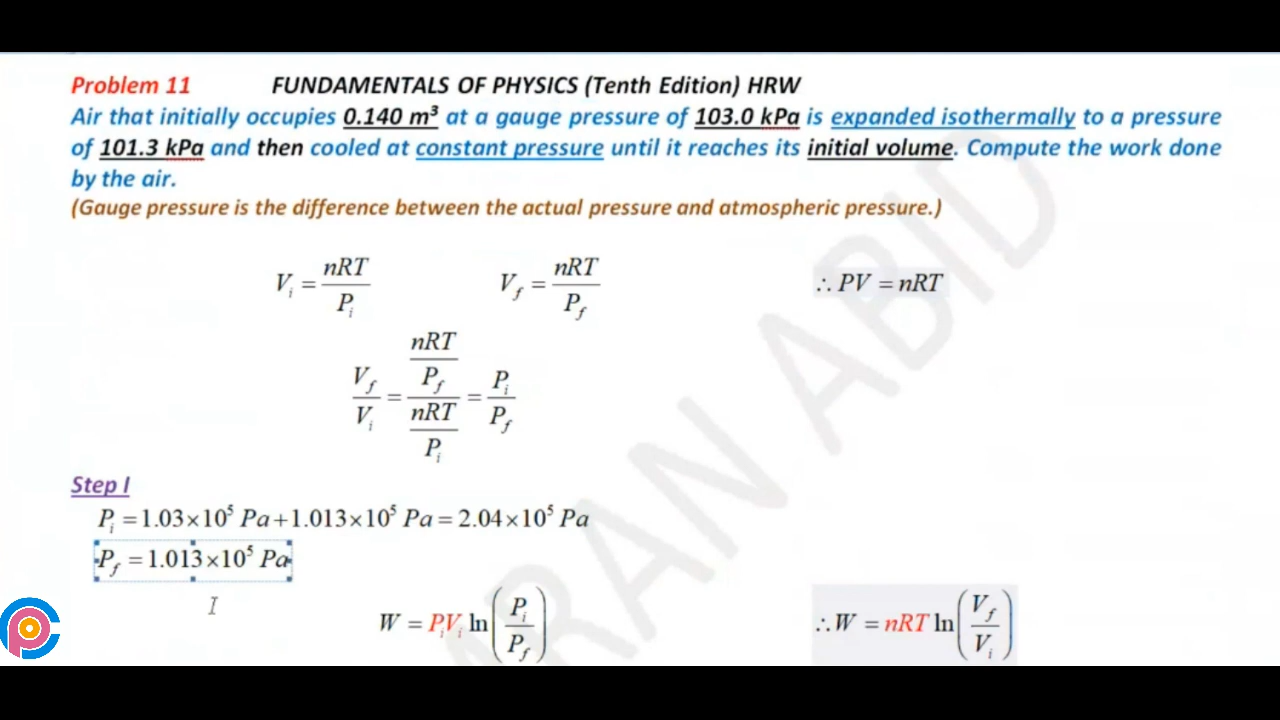 Problem 11 FUNDAMENTALS OF PHYSICS (Tenth Edition) HRW
Air that initially occupies 0.140 m³ at a gauge pressure of 103.0 kPa is expanded isothermally to a pressure
of 101.3 kPa and then cooled at constant pressure until it reaches its initial volume. Compute the work done
by the air.
(Gauge pressure is the difference between the actual pressure and atmospheric pressure.)
V_i = nRT / P_i V_f = nRT / P_f ∴ PV = nRT
V_f / V_i = (nRT / P_f) / (nRT / P_i) = P_i / P_f
Step I
P_i = 1.03×10⁵ Pa + 1.013×10⁵ Pa = 2.04×10⁵ Pa
P_f = 1.013×10⁵ Pa
W = P_i V_i ln(P_i / P_f) ∴ W = nRT ln(V_f / V_i)
ARAN ABID